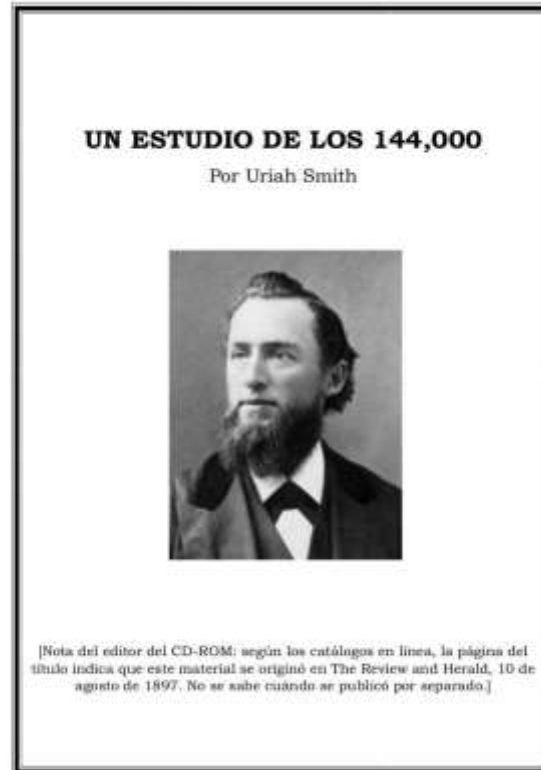 UN ESTUDIO DE LOS 144,000
Por Uriah Smith
[Nota del editor del CD-ROM: según los catálogos en línea, la página del
título indica que este material se originó en The Review and Herald, 10 de
agosto de 1897. No se sabe cuándo se publicó por separado.]